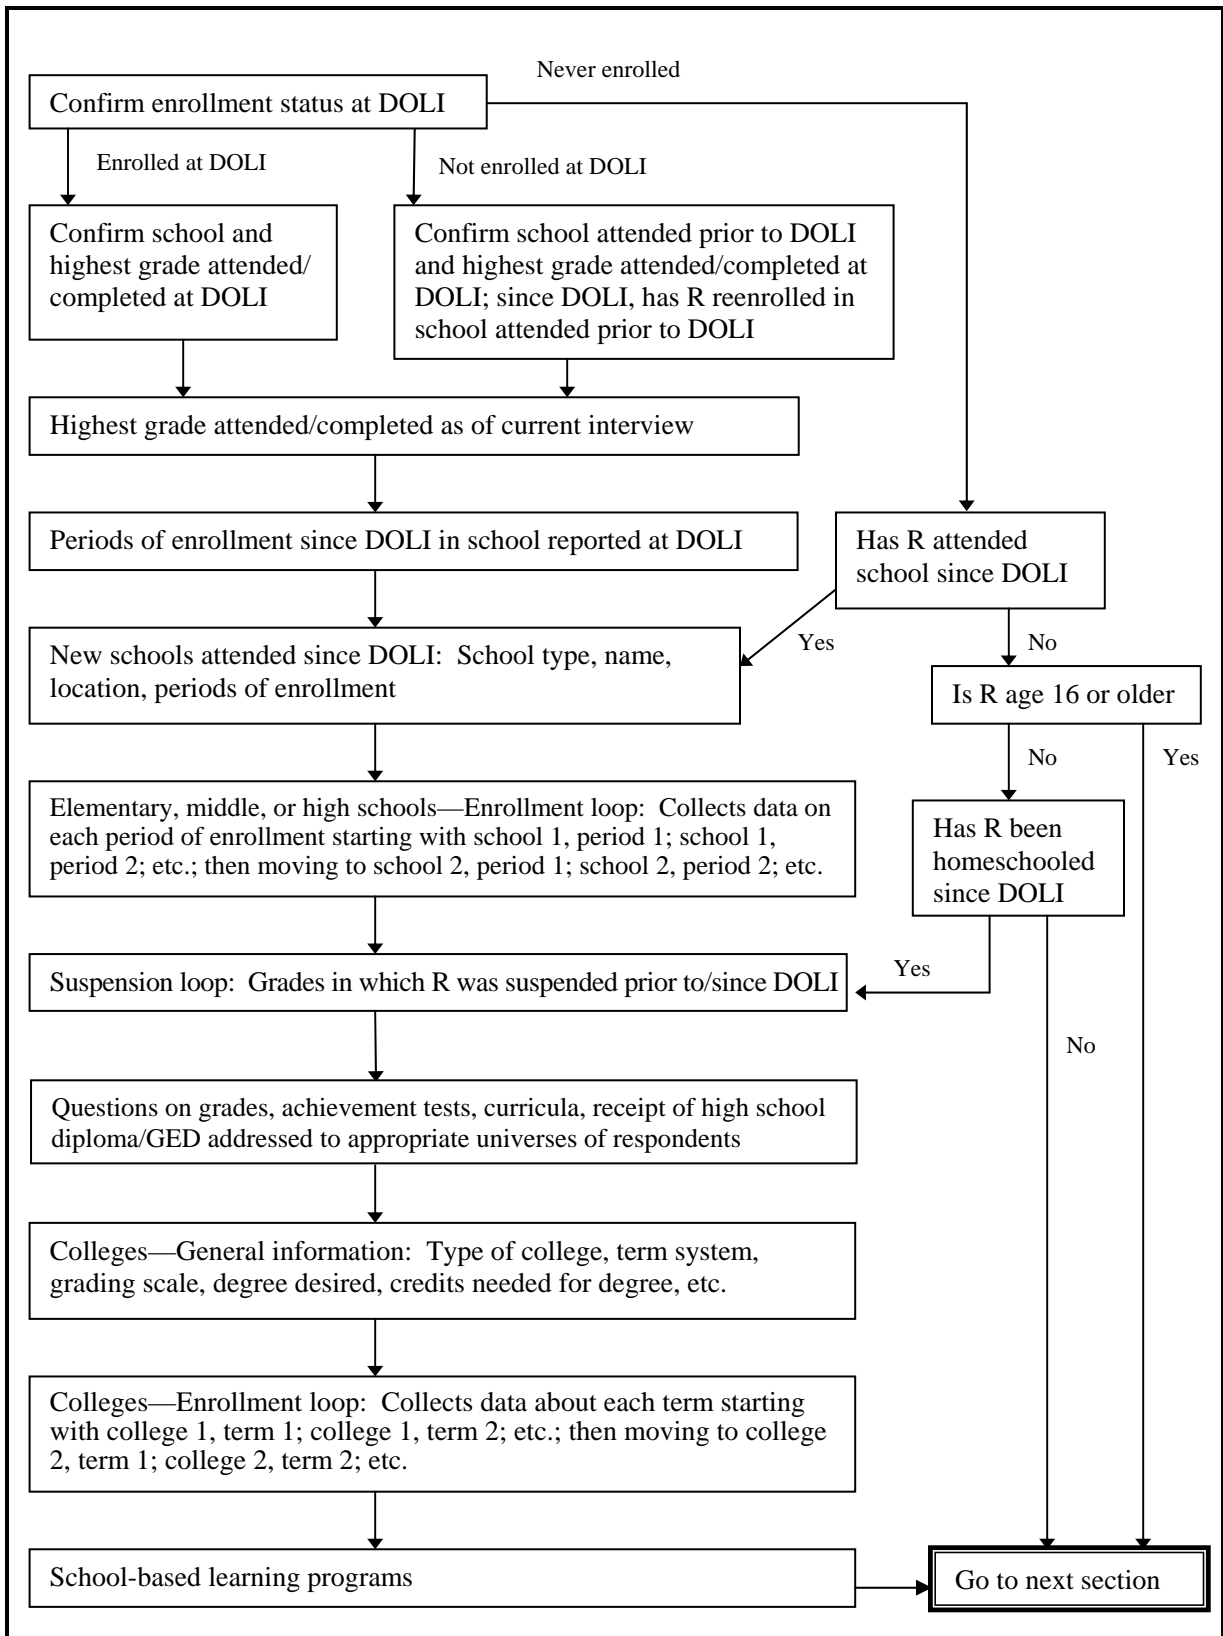 Never enrolled
Confirm enrollment status at DOLI
Enrolled at DOLI
Not enrolled at DOLI
Confirm school and
highest grade attended/
completed at DOLI
Confirm school attended prior to DOLI
and highest grade attended/completed at
DOLI; since DOLI, has R reenrolled in
school attended prior to DOLI
Highest grade attended/completed as of current interview
Periods of enrollment since DOLI in school reported at DOLI
Has R attended
school since DOLI
Yes
No
New schools attended since DOLI:  School type, name,
location, periods of enrollment
Is R age 16 or older
No
Yes
Elementary, middle, or high schools—Enrollment loop:  Collects data on
each period of enrollment starting with school 1, period 1; school 1,
period 2; etc.; then moving to school 2, period 1; school 2, period 2; etc.
Has R been
homeschooled
since DOLI
Yes
No
Suspension loop:  Grades in which R was suspended prior to/since DOLI
Questions on grades, achievement tests, curricula, receipt of high school
diploma/GED addressed to appropriate universes of respondents
Colleges—General information:  Type of college, term system,
grading scale, degree desired, credits needed for degree, etc.
Colleges—Enrollment loop:  Collects data about each term starting
with college 1, term 1; college 1, term 2; etc.; then moving to college
2, term 1; college 2, term 2; etc.
School-based learning programs
Go to next section